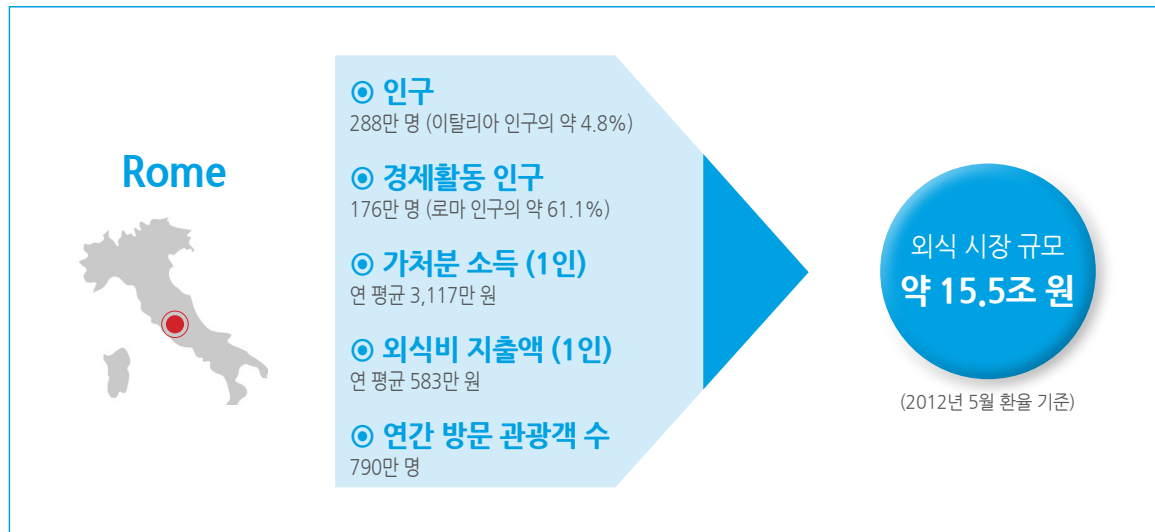 Rome
⦿ 인구
288만 명 (이탈리아 인구의 약 4.8%)
⦿ 경제활동 인구
176만 명 (로마 인구의 약 61.1%)
⦿ 가처분 소득 (1인)
연 평균 3,117만 원
⦿ 외식비 지출액 (1인)
연 평균 583만 원
⦿ 연간 방문 관광객 수
790만 명
외식 시장 규모
약 15.5조 원
(2012년 5월 환율 기준)